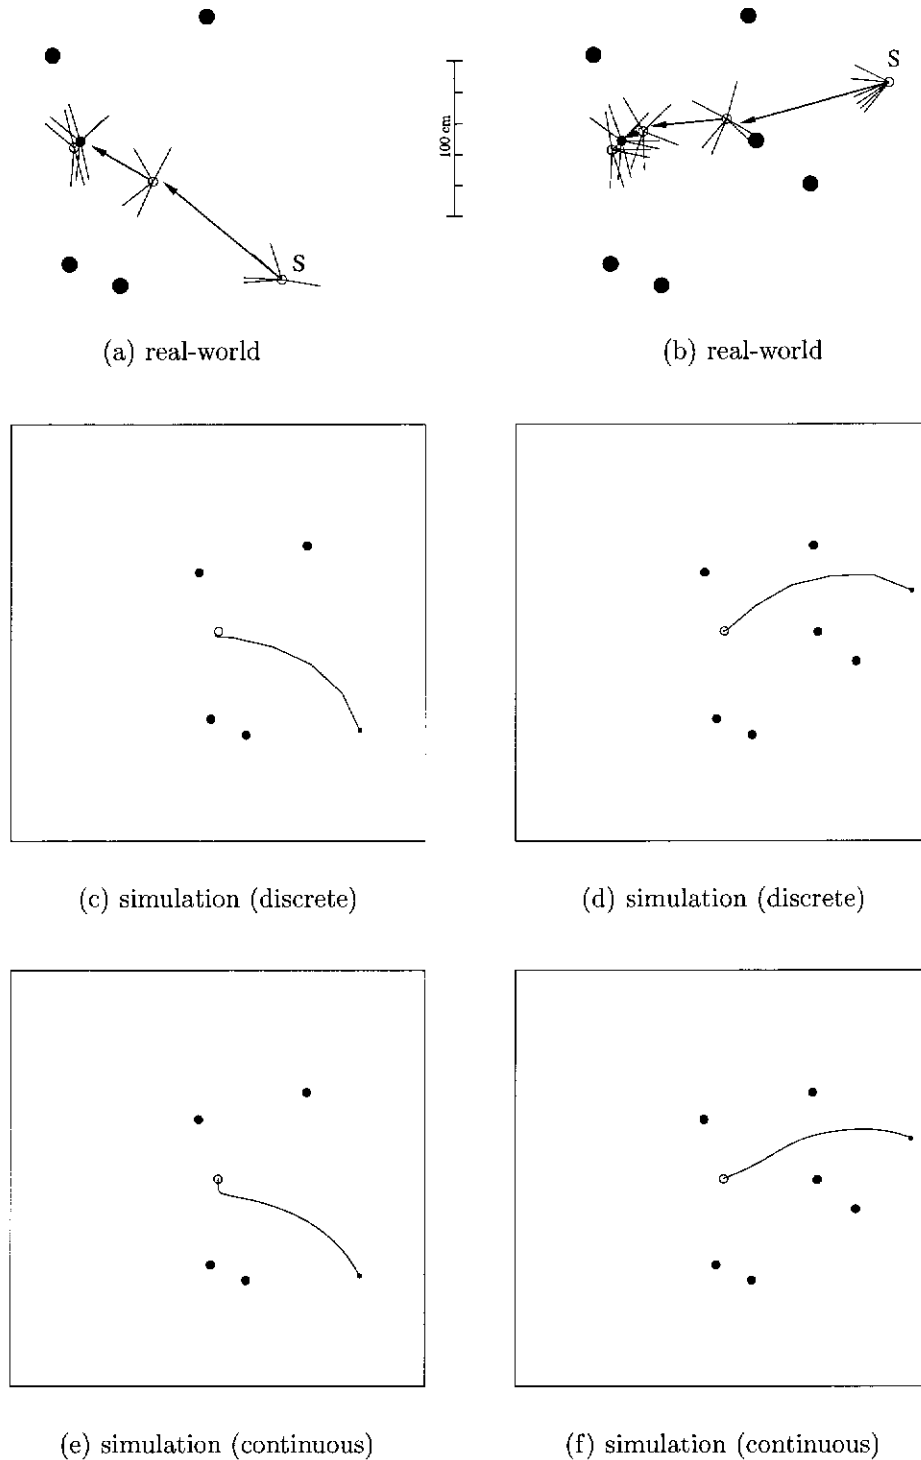 S
100 cm
S
(a) real-world
(b) real-world
(c) simulation (discrete)
(d) simulation (discrete)
(e) simulation (continuous)
(f) simulation (continuous)